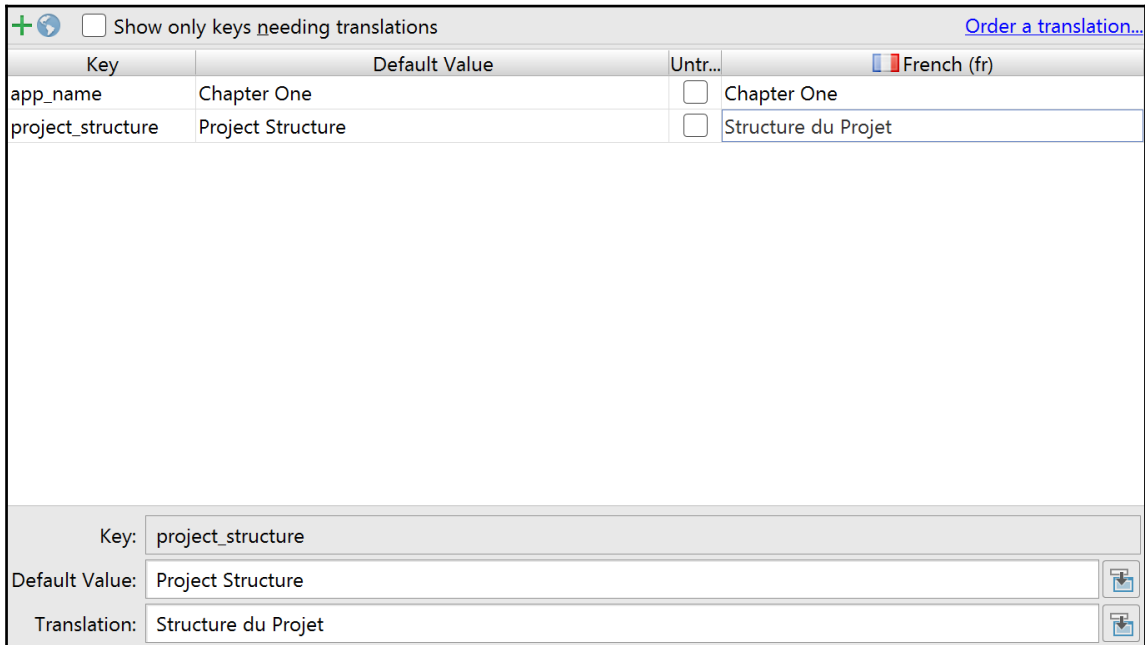 Show only keys needing translations Order a translation...
Key Default Value Untr... French (fr)
app_name Chapter One Chapter One
project_structure Project Structure Structure du Projet
Key: project_structure
Default Value: Project Structure
Translation: Structure du Projet